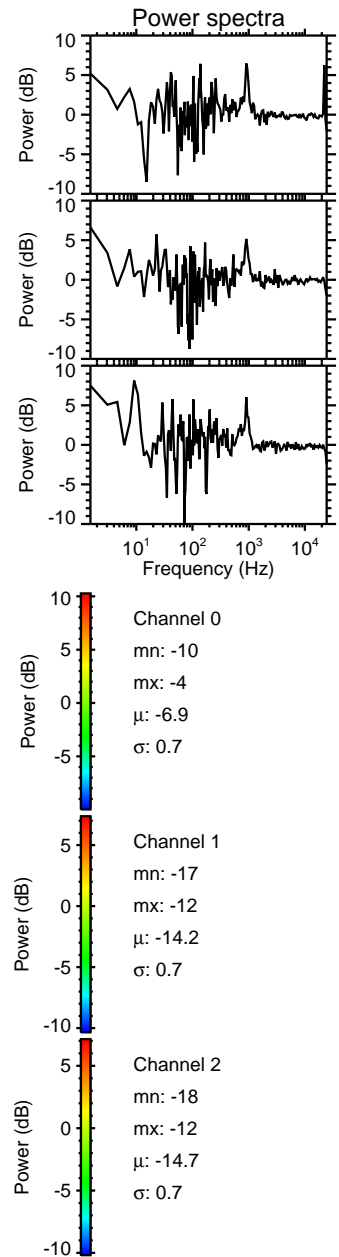 Power spectra
10
5
0
-5
-10
Power (dB)
10
5
0
-5
-10
Power (dB)
10
5
0
-5
-10
Power (dB)
10¹ 10² 10³ 10⁴
Frequency (Hz)
10
5
0
-5
Power (dB)
Channel 0
mn: -10
mx: -4
μ: -6.9
σ: 0.7
5
0
-5
-10
Power (dB)
Channel 1
mn: -17
mx: -12
μ: -14.2
σ: 0.7
5
0
-5
-10
Power (dB)
Channel 2
mn: -18
mx: -12
μ: -14.7
σ: 0.7